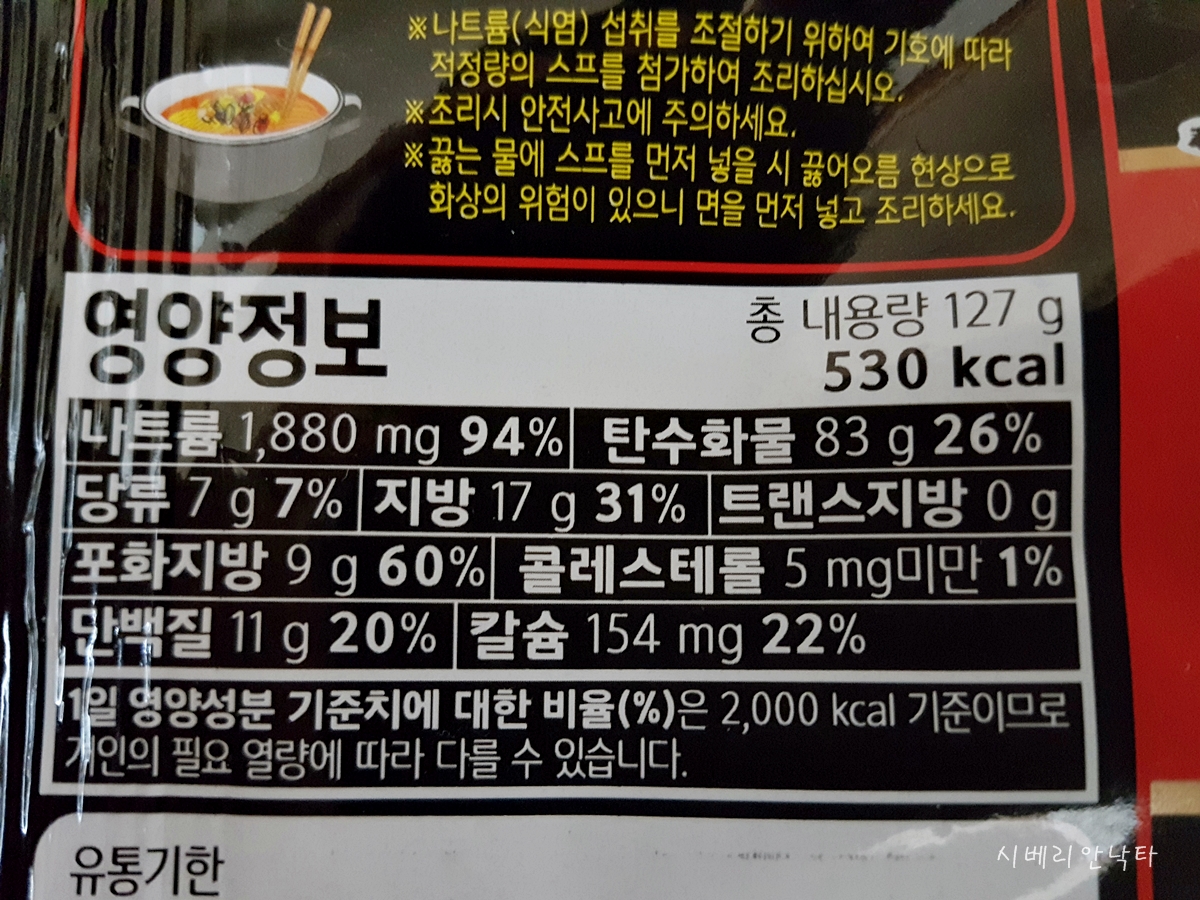 ※나트륨(식염) 섭취를 조절하기 위하여 기호에 따라
적정량의 스프를 첨가하여 조리하십시오.
※조리시 안전사고에 주의하세요.
※끓는 물에 스프를 먼저 넣을 시 끓어오름 현상으로
화상의 위험이 있으니 면을 먼저 넣고 조리하세요.
영양정보
총 내용량 127 g
530 kcal
나트륨 1,880 mg 94% 탄수화물 83 g 26%
당류 7 g 7% 지방 17 g 31% 트랜스지방 0 g
포화지방 9 g 60% 콜레스테롤 5 mg미만 1%
단백질 11 g 20% 칼슘 154 mg 22%
1일 영양성분 기준치에 대한 비율(%)은 2,000 kcal 기준이므로
개인의 필요 열량에 따라 다를 수 있습니다.
유통기한
시베리안낙타